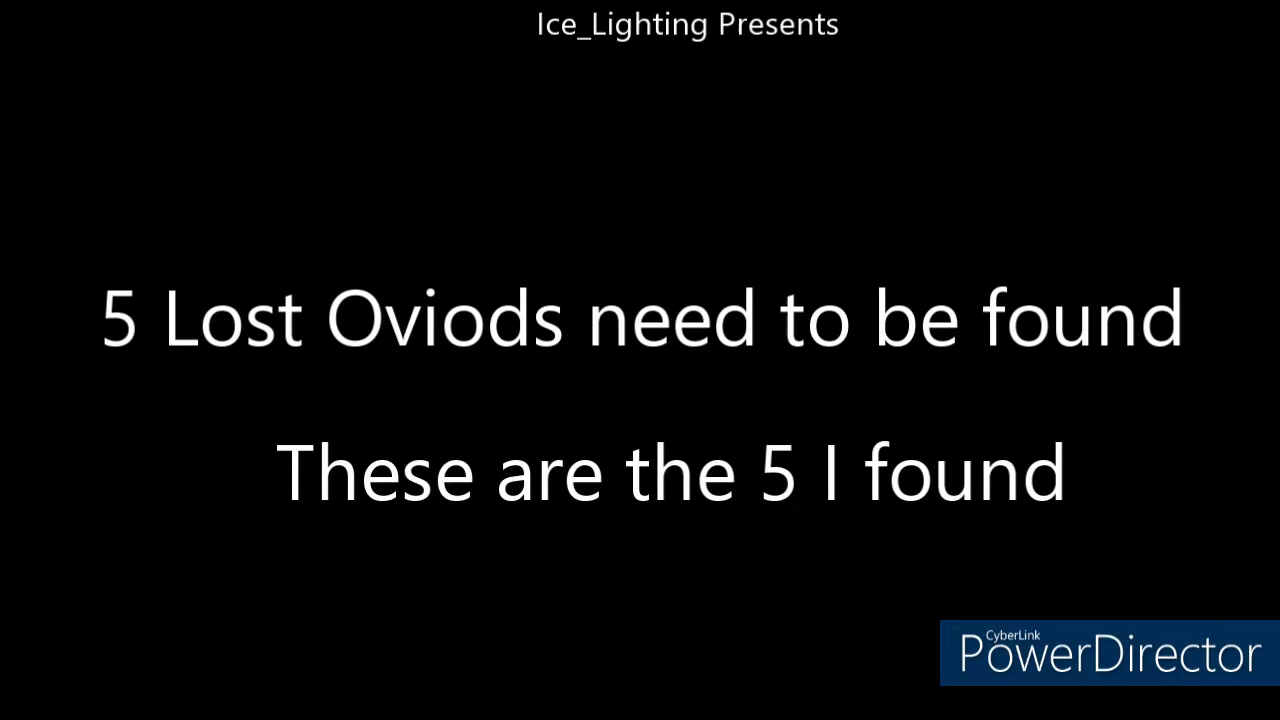 Ice_Lighting Presents
5 Lost Oviods need to be found
These are the 5 I found
CyberLink
PowerDirector